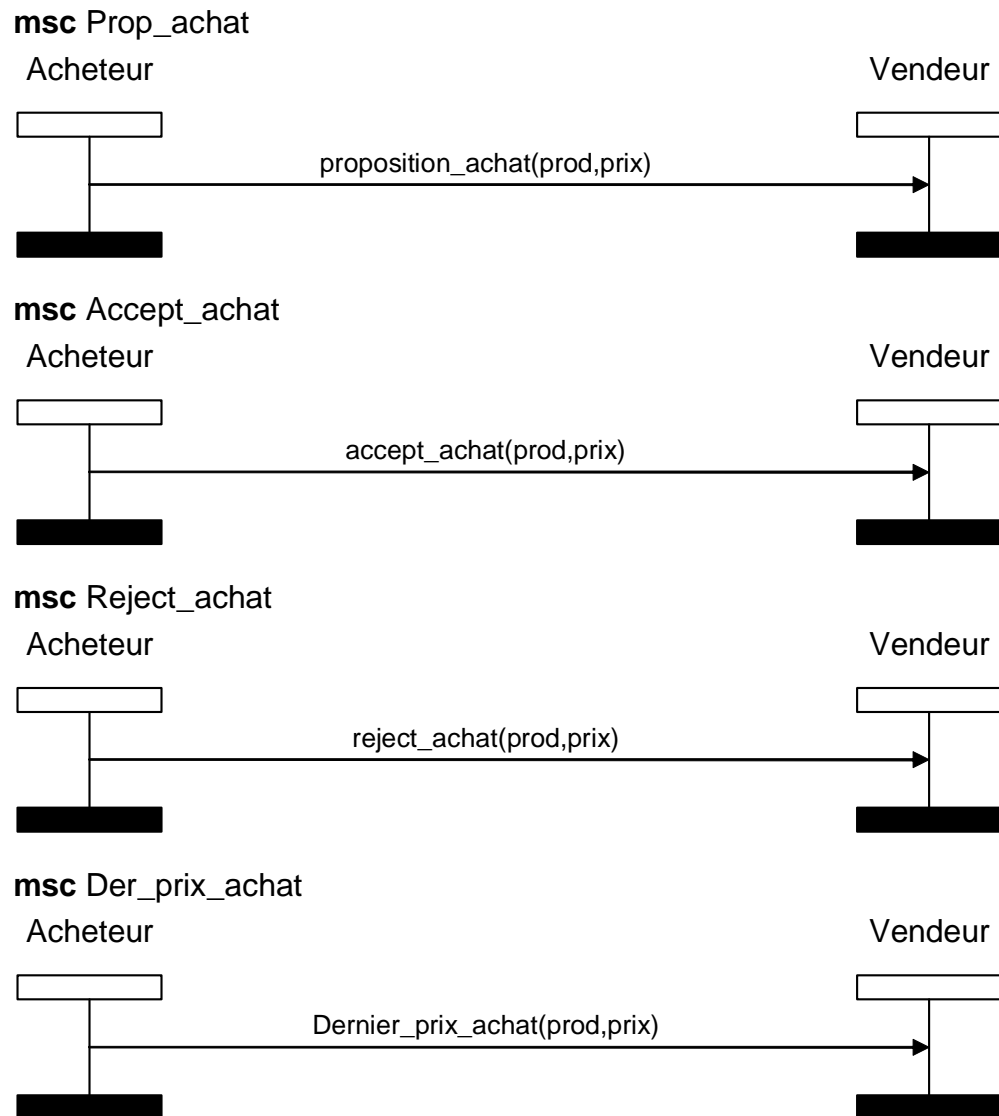 msc Prop_achat
Acheteur Vendeur
proposition_achat(prod,prix)
msc Accept_achat
Acheteur Vendeur
accept_achat(prod,prix)
msc Reject_achat
Acheteur Vendeur
reject_achat(prod,prix)
msc Der_prix_achat
Acheteur Vendeur
Dernier_prix_achat(prod,prix)